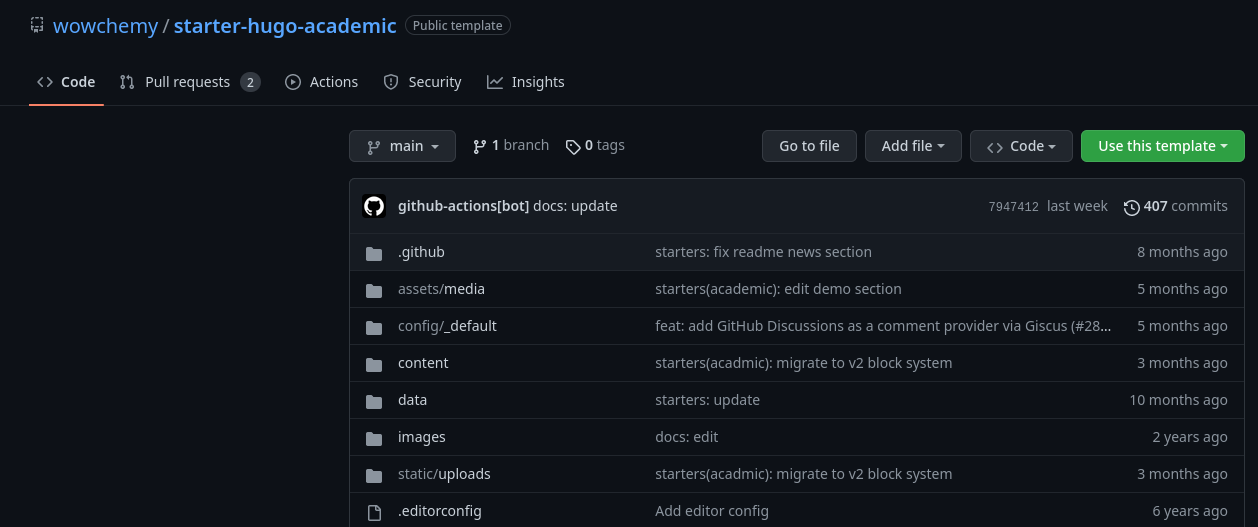 wowchemy / starter-hugo-academic Public template
Code Pull requests 2 Actions Security Insights
main 1 branch 0 tags Go to file Add file Code Use this template
github-actions[bot] docs: update 7947412 last week 407 commits
.github starters: fix readme news section 8 months ago
assets/media starters(academic): edit demo section 5 months ago
config/_default feat: add GitHub Discussions as a comment provider via Giscus (#28... 5 months ago
content starters(acadmic): migrate to v2 block system 3 months ago
data starters: update 10 months ago
images docs: edit 2 years ago
static/uploads starters(acadmic): migrate to v2 block system 3 months ago
.editorconfig Add editor config 6 years ago